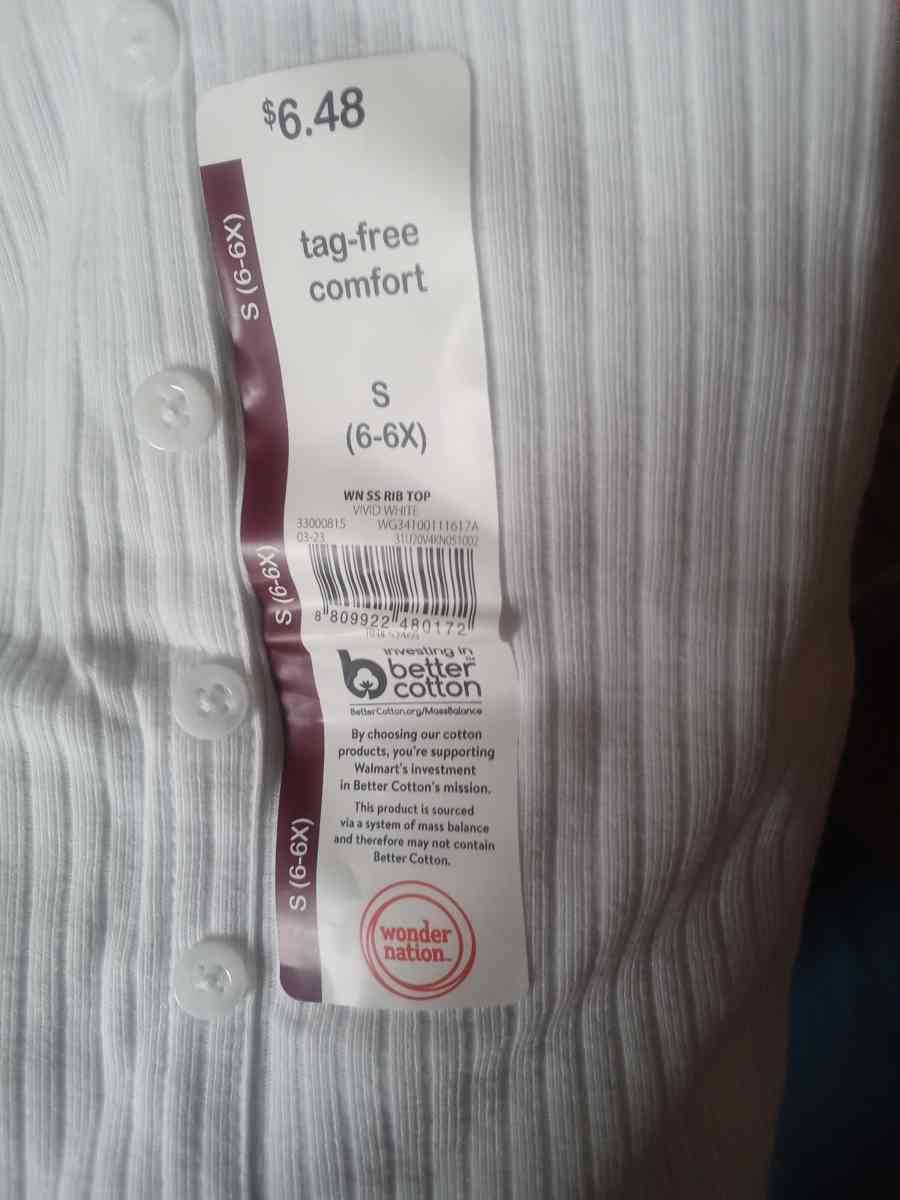 $6.48
S (6-6X)
tag-free
comfort
S
(6-6X)
WN SS RIB TOP
VIVID WHITE
33000815 WG34100111617A
03-23 31U20V4KN051002
S (6-6X)
8 809922 480172
investing in
better™
cotton
BetterCotton.org/MassBalance
By choosing our cotton
products, you're supporting
Walmart's investment
in Better Cotton's mission.
This product is sourced
via a system of mass balance
and therefore may not contain
Better Cotton.
S (6-6X)
wonder
nation™